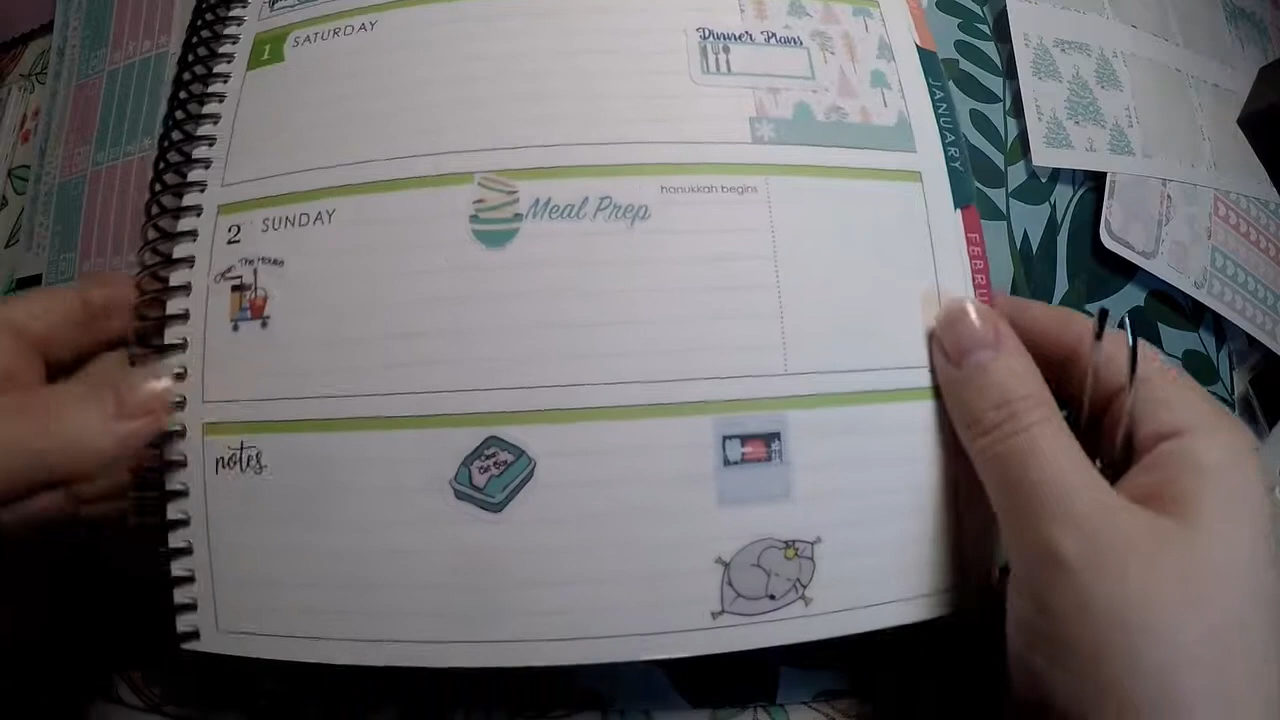 1 SATURDAY
Dinner Plans
JANUARY
2 SUNDAY
Meal Prep
hanukkah begins
The House
FEBRU
notes